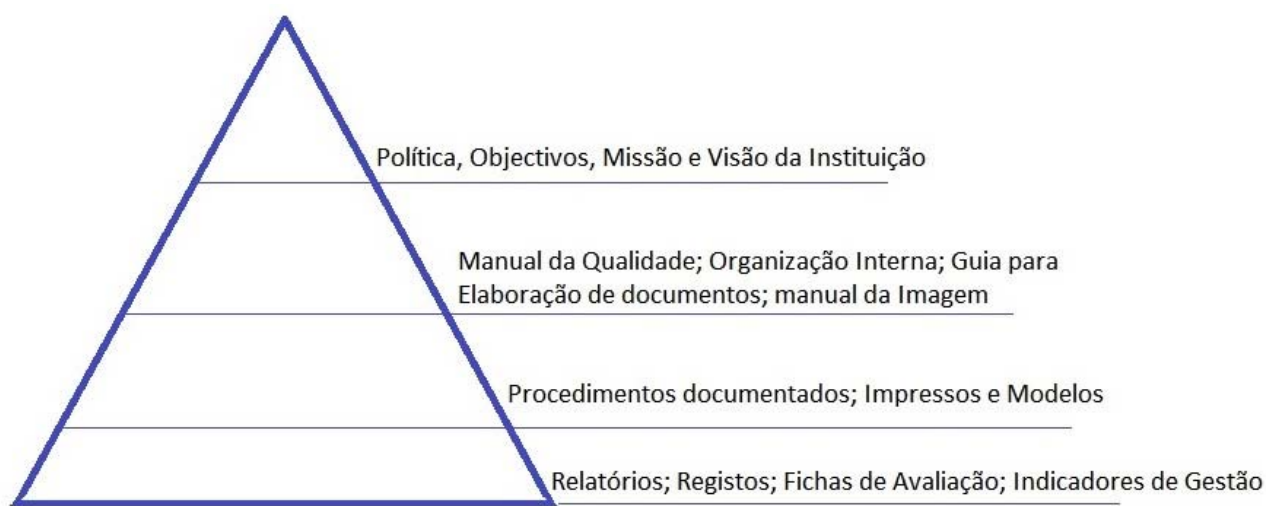 Política, Objectivos, Missão e Visão da Instituição
Manual da Qualidade; Organização Interna; Guia para
Elaboração de documentos; manual da Imagem
Procedimentos documentados; Impressos e Modelos
Relatórios; Registos; Fichas de Avaliação; Indicadores de Gestão